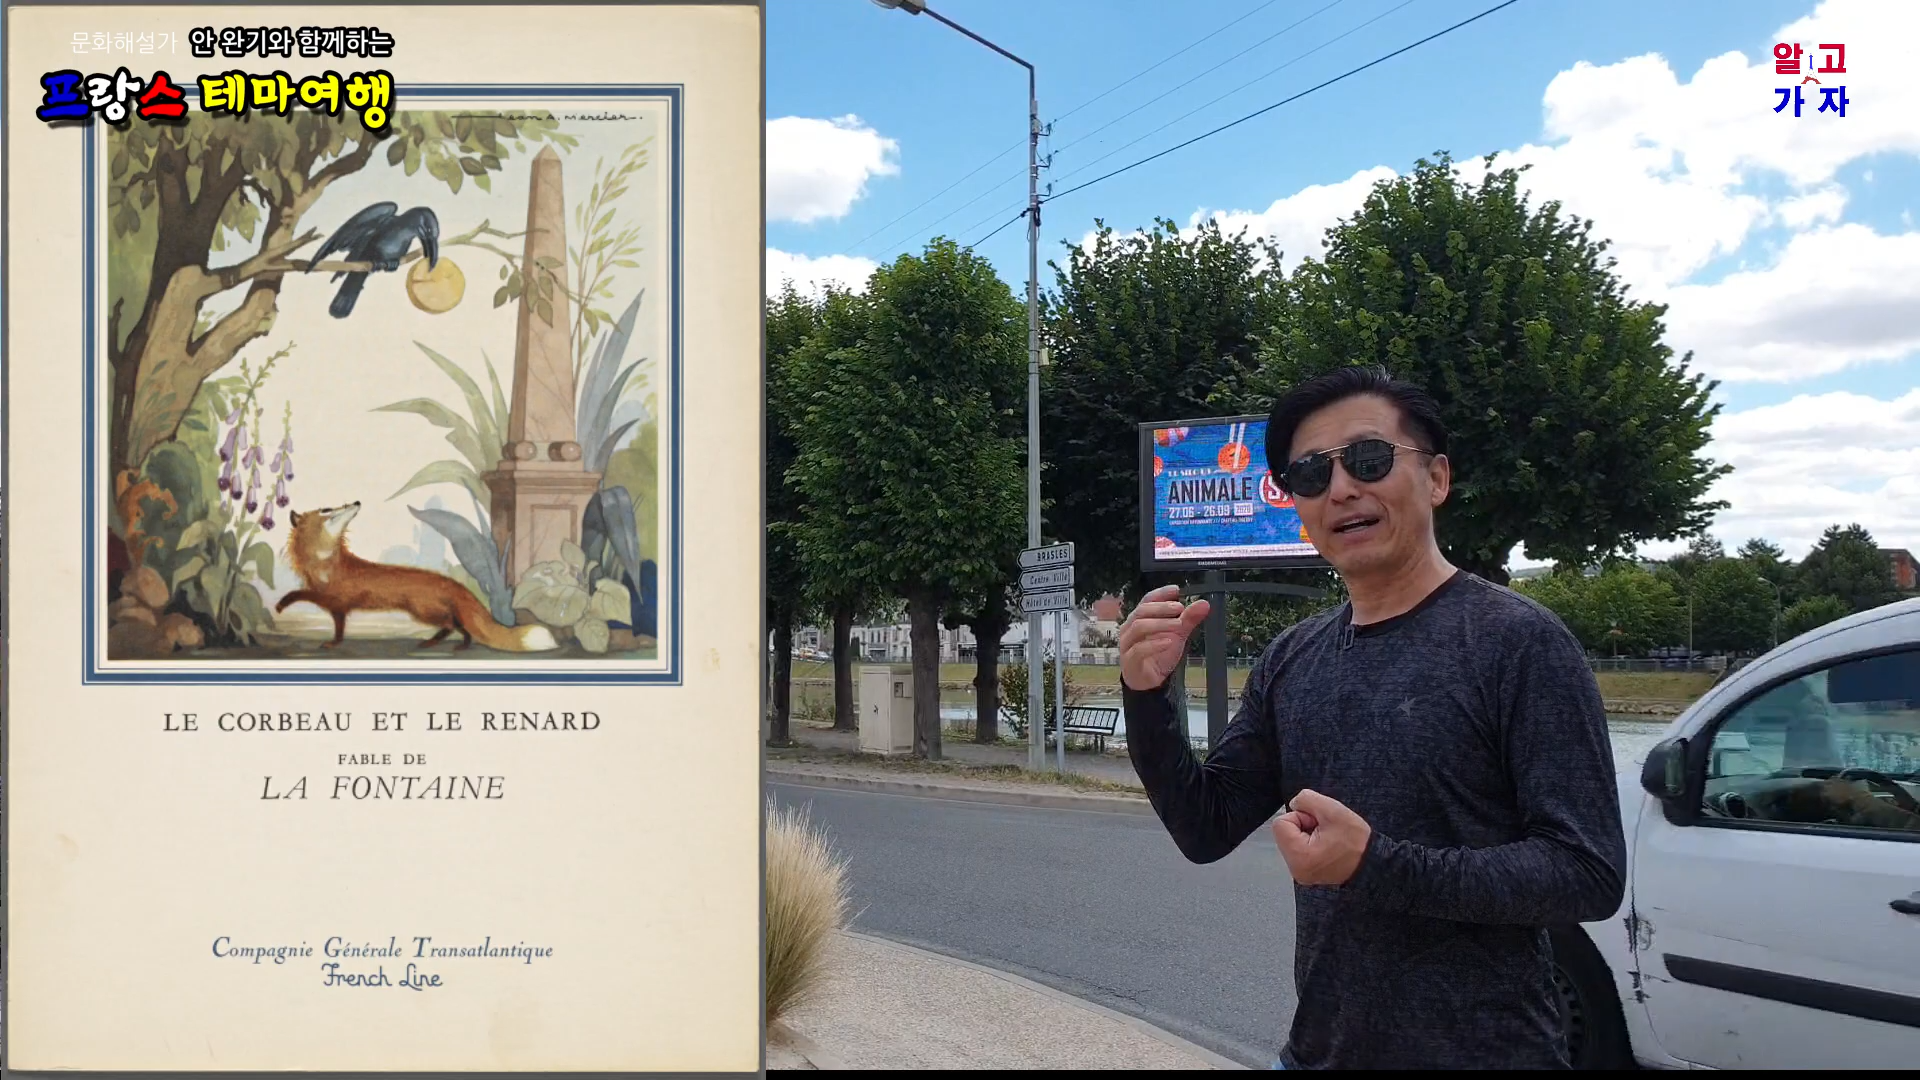 문화해설가 안 완기와 함께하는
프랑스 테마여행
Jean A. Mercier.
LE CORBEAU ET LE RENARD
FABLE DE
LA FONTAINE
Compagnie Générale Transatlantique
French Line
알고
가자
ANIMALE
27.06 - 26.09
BRASLES
Centre Ville
Hôtel de Ville